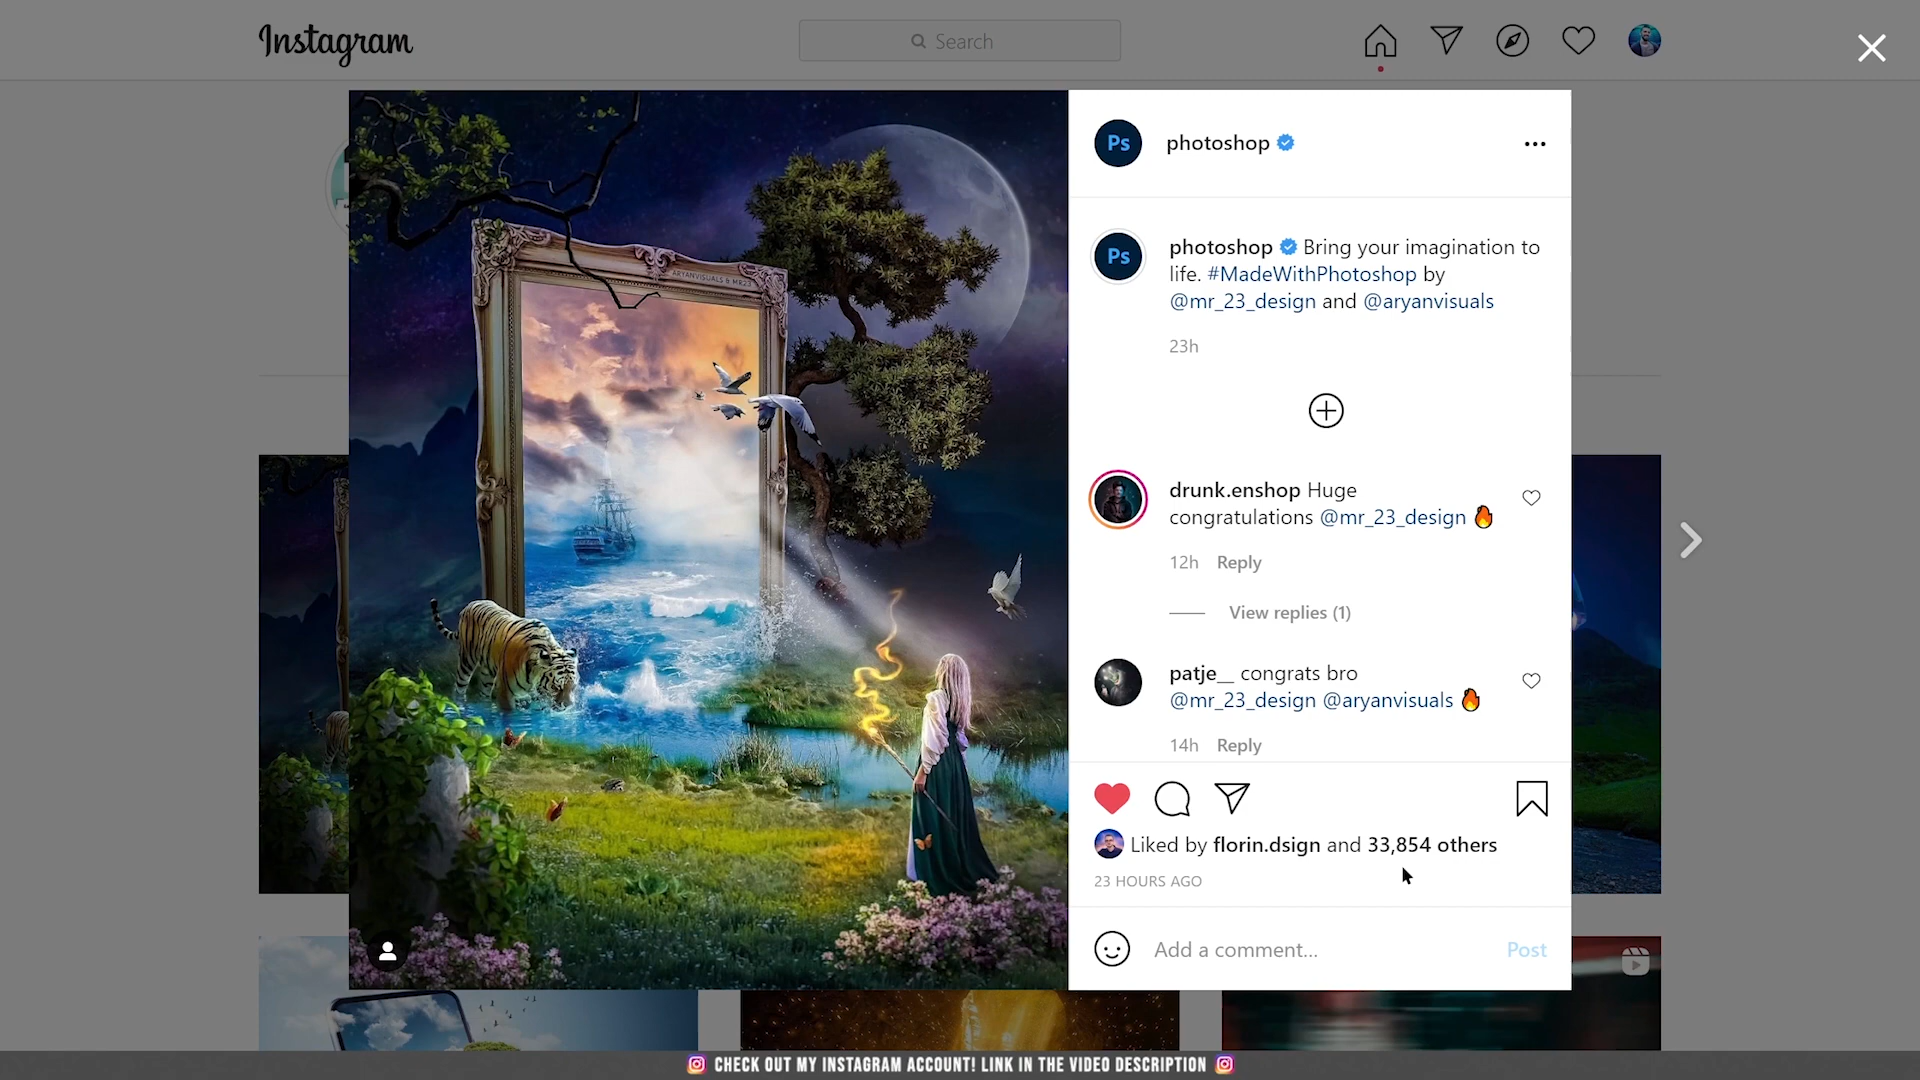 Instagram
Search
Ps
photoshop
ARYANVISUALS & MR23
Ps
photoshop Bring your imagination to
life. #MadeWithPhotoshop by
@mr_23_design and @aryanvisuals
23h
drunk.enshop Huge
congratulations @mr_23_design 🔥
12h Reply
View replies (1)
patje__ congrats bro
@mr_23_design @aryanvisuals 🔥
14h Reply
Liked by florin.dsign and 33,854 others
23 HOURS AGO
Add a comment... Post
CHECK OUT MY INSTAGRAM ACCOUNT! LINK IN THE VIDEO DESCRIPTION